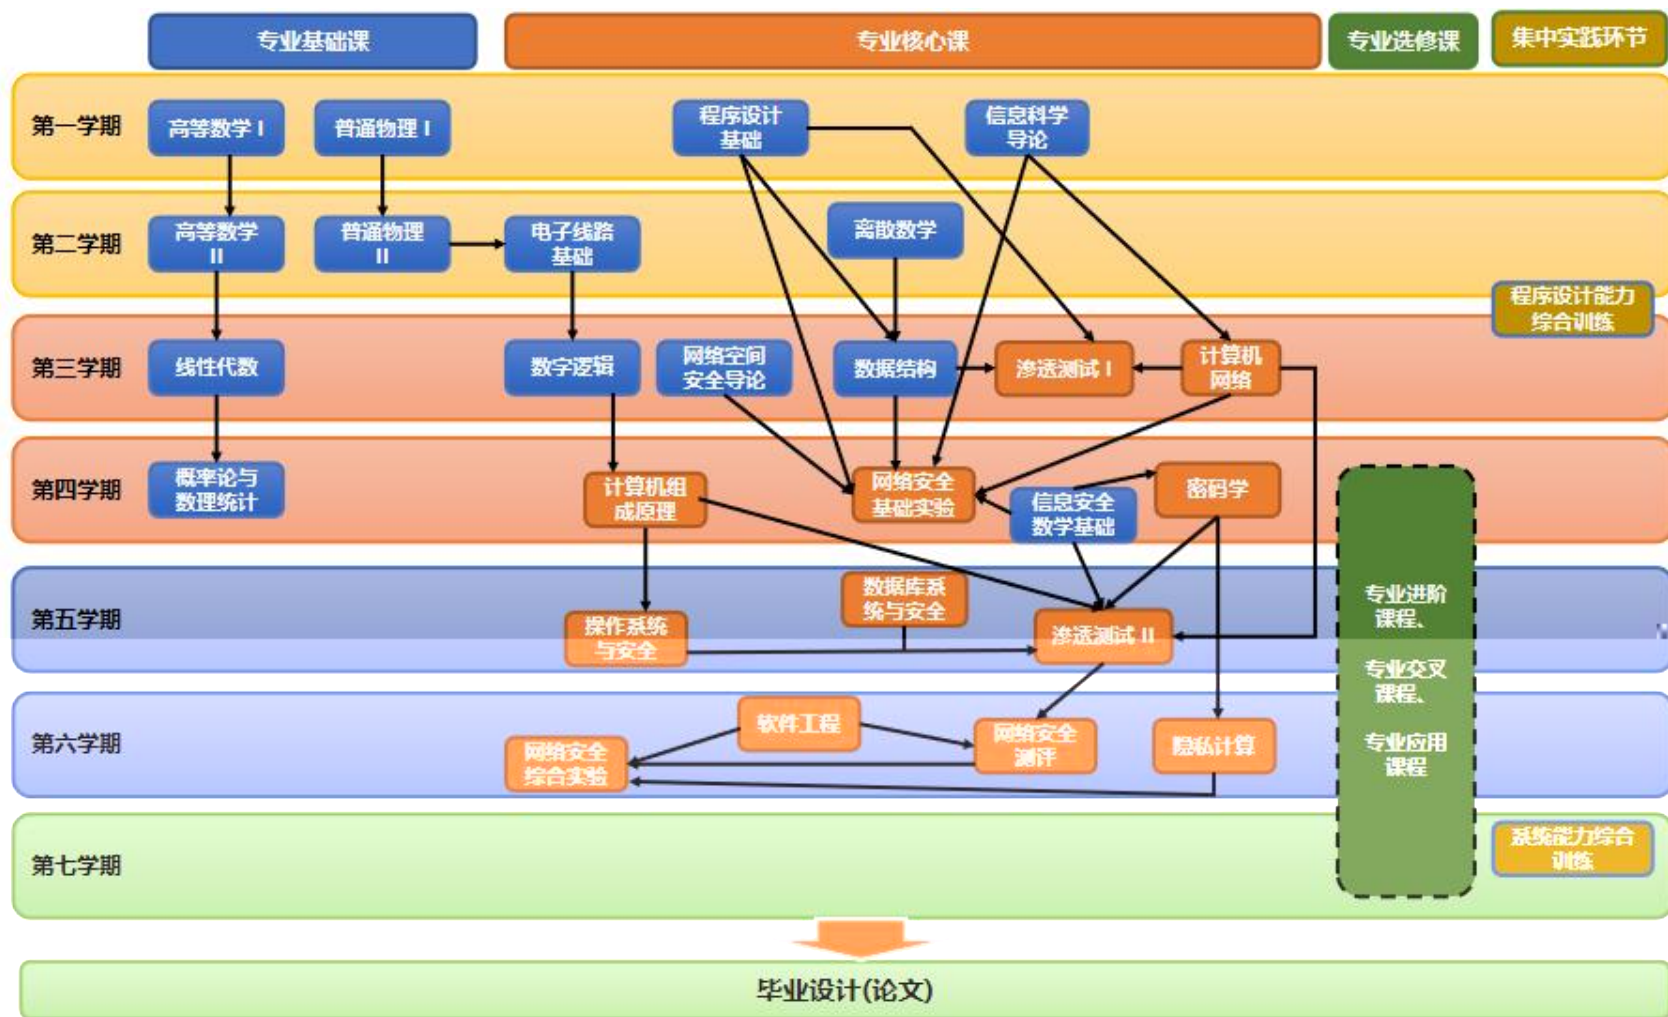 专业基础课
专业核心课
专业选修课
集中实践环节
第一学期
高等数学 I
普通物理 I
程序设计
基础
信息科学
导论
第二学期
高等数学
II
普通物理
II
电子线路
基础
离散数学
程序设计能力
综合训练
第三学期
线性代数
数字逻辑
网络空间
安全导论
数据结构
渗透测试 I
计算机
网络
第四学期
概率论与
数理统计
计算机组
成原理
网络安全
基础实验
信息安全
数学基础
密码学
第五学期
操作系统
与安全
数据库系
统与安全
渗透测试 II
专业进阶
课程、
专业交叉
课程、
专业应用
课程
第六学期
网络安全
综合实验
软件工程
网络安全
测评
隐私计算
第七学期
系统能力综合
训练
毕业设计(论文)